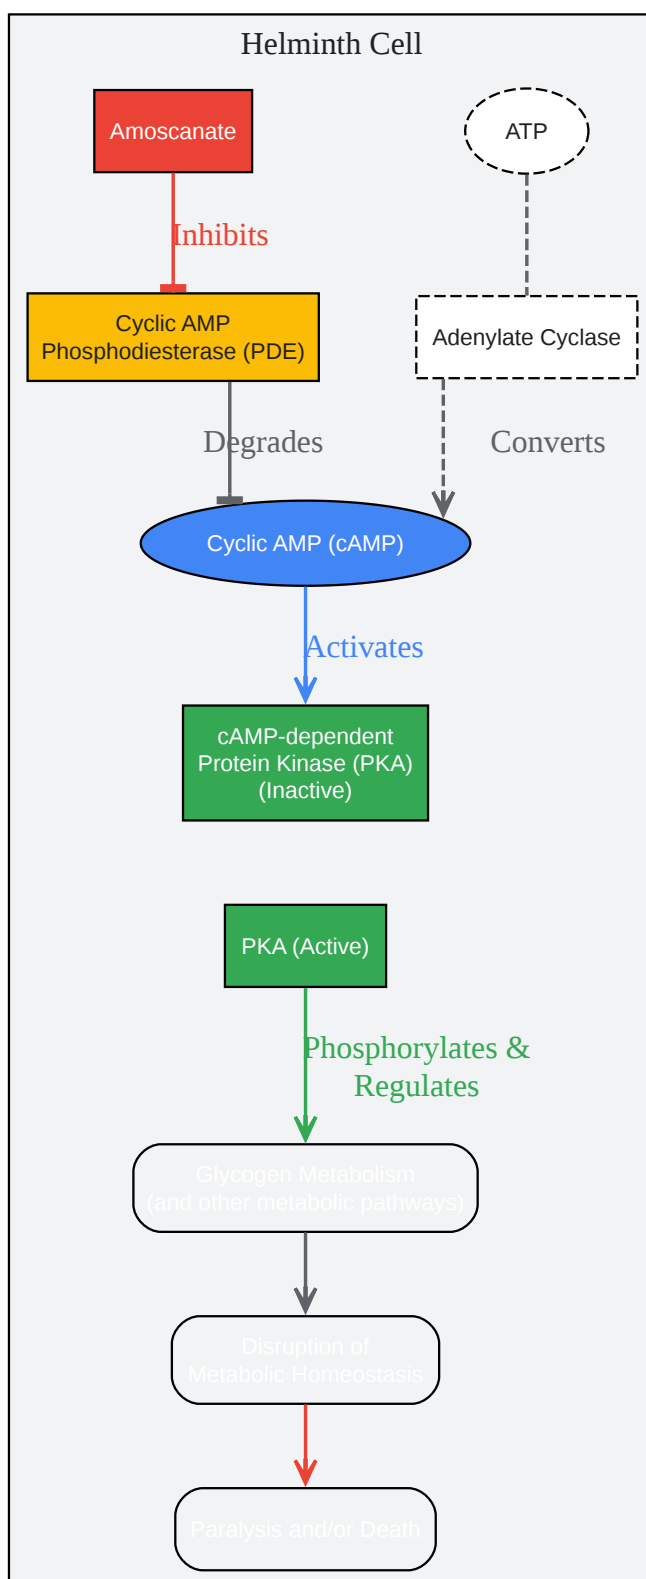 Helminth Cell
Amoscanate
ATP
Inhibits
Cyclic AMP
Phosphodiesterase (PDE)
Adenylate Cyclase
Degrades
Converts
Cyclic AMP (cAMP)
Activates
cAMP-dependent
Protein Kinase (PKA)
(Inactive)
PKA (Active)
Phosphorylates &
Regulates
Glycogen Metabolism
(and other metabolic pathways)
Disruption of
Metabolic Homeostasis
Paralysis and/or Death